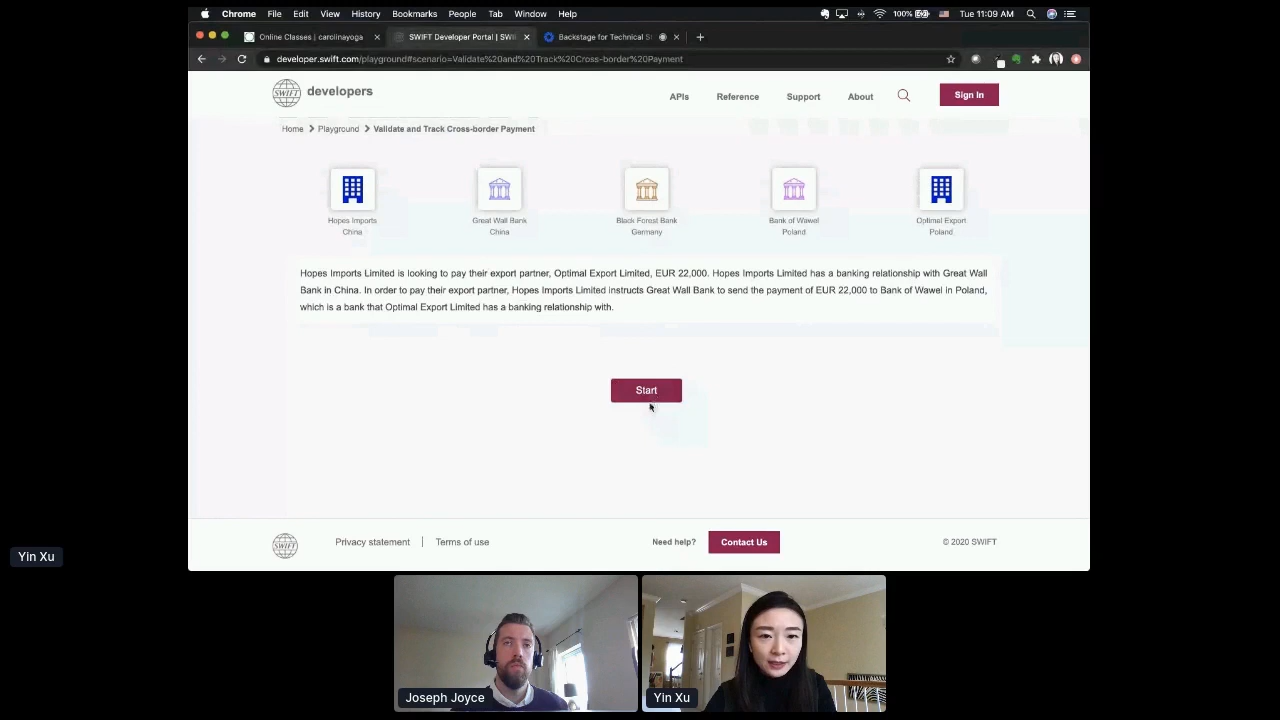 Chrome File Edit View History Bookmarks People Tab Window Help 100% Tue 11:09 AM
Online Classes | carolinayoga SWIFT Developer Portal | SWI Backstage for Technical S
developer.swift.com/playground#scenario=Validate%20and%20Track%20Cross-border%20Payment
SWIFT developers APIs Reference Support About Sign In
Home Playground Validate and Track Cross-border Payment
Hopes Imports Great Wall Bank Black Forest Bank Bank of Wawel Optimal Export
China China Germany Poland Poland
Hopes Imports Limited is looking to pay their export partner, Optimal Export Limited, EUR 22,000. Hopes Imports Limited has a banking relationship with Great Wall
Bank in China. In order to pay their export partner, Hopes Imports Limited instructs Great Wall Bank to send the payment of EUR 22,000 to Bank of Wawel in Poland,
which is a bank that Optimal Export Limited has a banking relationship with.
Start
SWIFT Privacy statement | Terms of use Need help? Contact Us © 2020 SWIFT
Yin Xu
Joseph Joyce Yin Xu